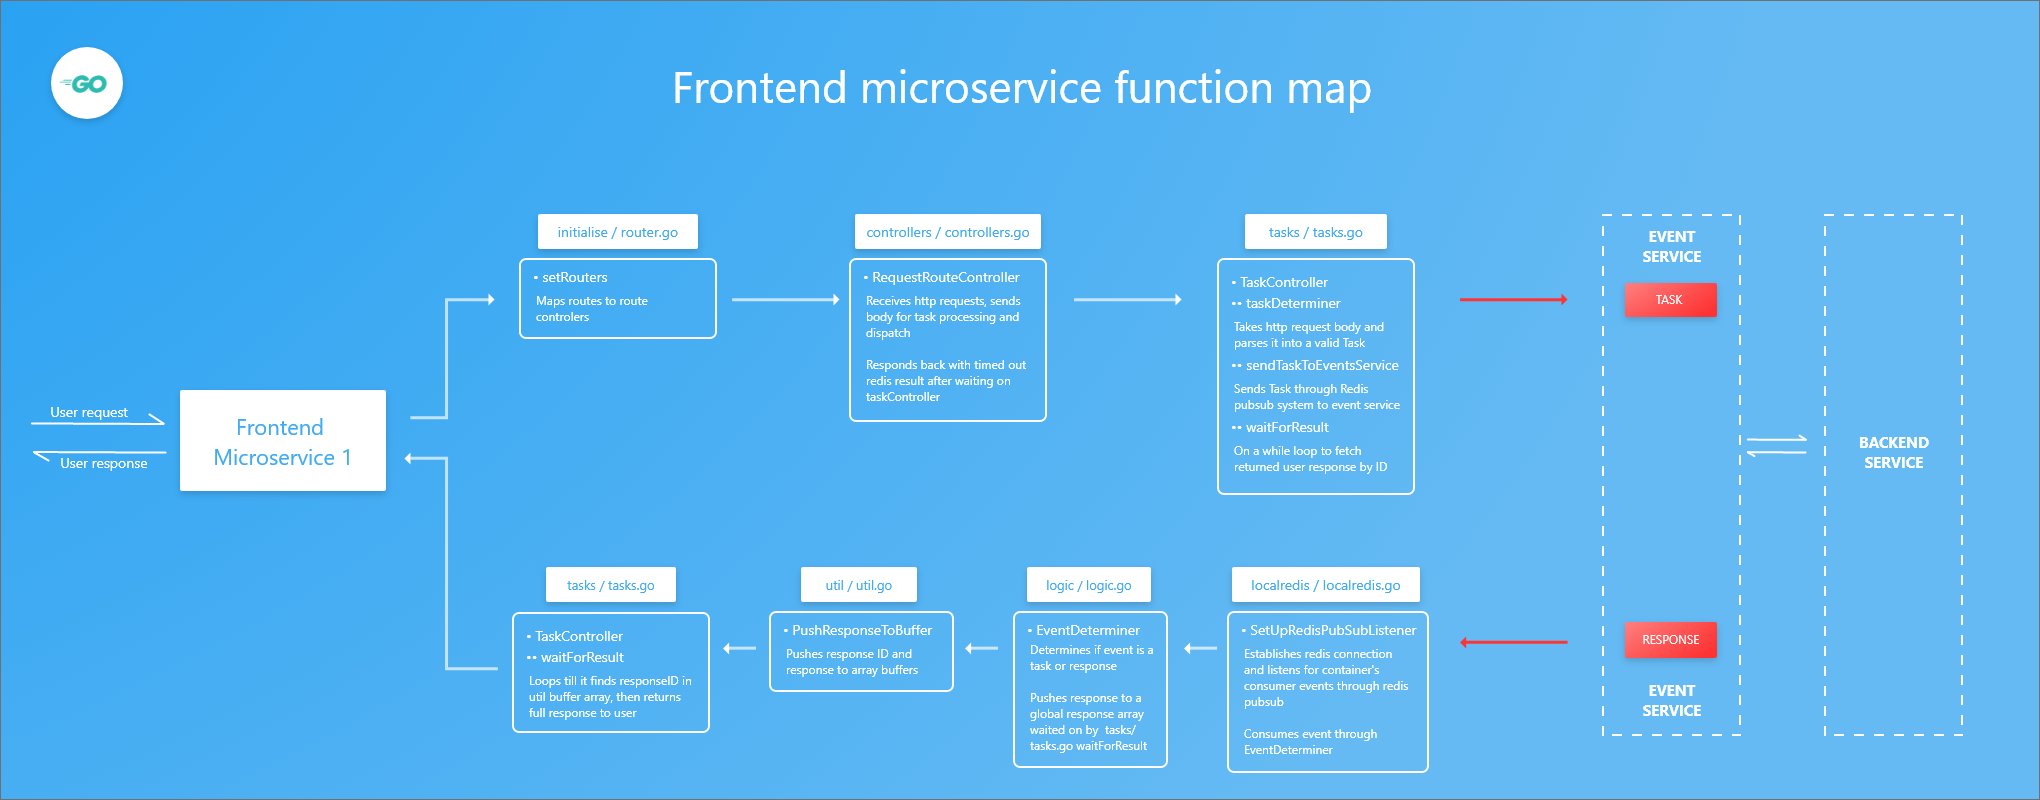 GO
Frontend microservice function map
User request
User response
Frontend
Microservice 1
initialise / router.go
• setRouters
Maps routes to route
controlers
controllers / controllers.go
• RequestRouteController
Receives http requests, sends
body for task processing and
dispatch
Responds back with timed out
redis result after waiting on
taskController
tasks / tasks.go
• TaskController
•• taskDeterminer
Takes http request body and
parses it into a valid Task
•• sendTaskToEventsService
Sends Task through Redis
pubsub system to event service
•• waitForResult
On a while loop to fetch
returned user response by ID
EVENT
SERVICE
TASK
BACKEND
SERVICE
tasks / tasks.go
• TaskController
•• waitForResult
Loops till it finds responseID in
util buffer array, then returns
full response to user
util / util.go
• PushResponseToBuffer
Pushes response ID and
response to array buffers
logic / logic.go
• EventDeterminer
Determines if event is a
task or response
Pushes response to a
global response array
waited on by  tasks/
tasks.go waitForResult
localredis / localredis.go
• SetUpRedisPubSubListener
Establishes redis connection
and listens for container's
consumer events through redis
pubsub
Consumes event through
EventDeterminer
RESPONSE
EVENT
SERVICE